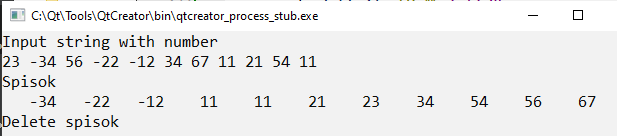 C:\Qt\Tools\QtCreator\bin\qtcreator_process_stub.exe
Input string with number
23 -34 56 -22 -12 34 67 11 21 54 11
Spisok
-34 -22 -12 11 11 21 23 34 54 56 67
Delete spisok